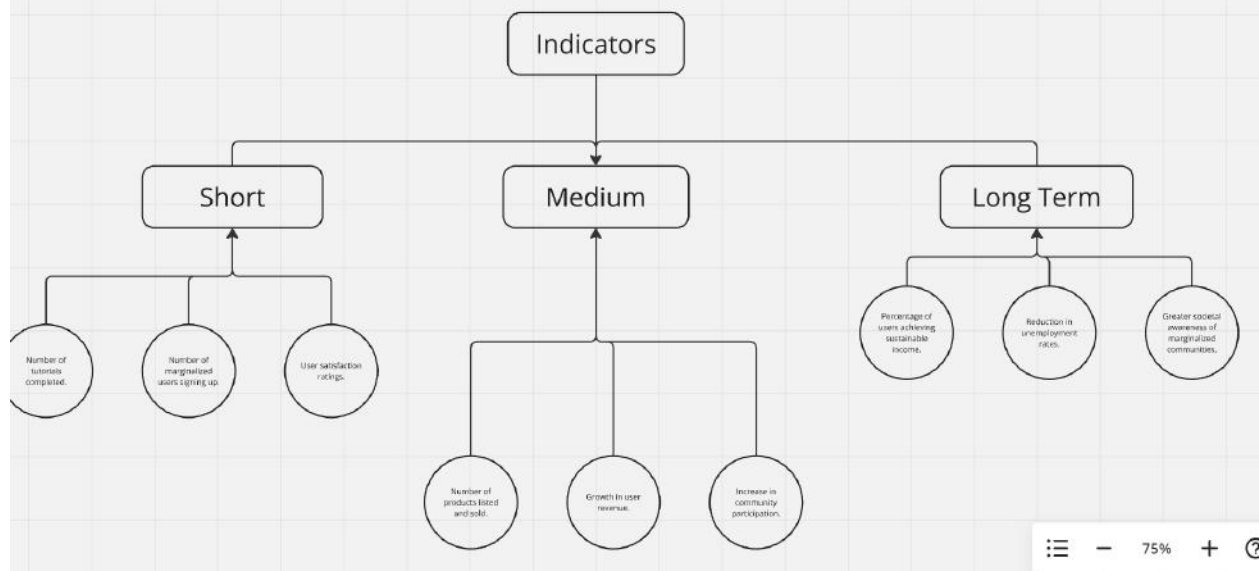 Indicators
Short
Medium
Long Term
Number of
tutorials
completed.
Number of
marginalized
users signing up.
User satisfaction
ratings.
Number of
products listed
and sold.
Growth in user
revenue.
Increase in
community
participation.
Percentage of
users achieving
sustainable
income.
Reduction in
unemployment
rates.
Greater societal
awareness of
marginalized
communities.
75%